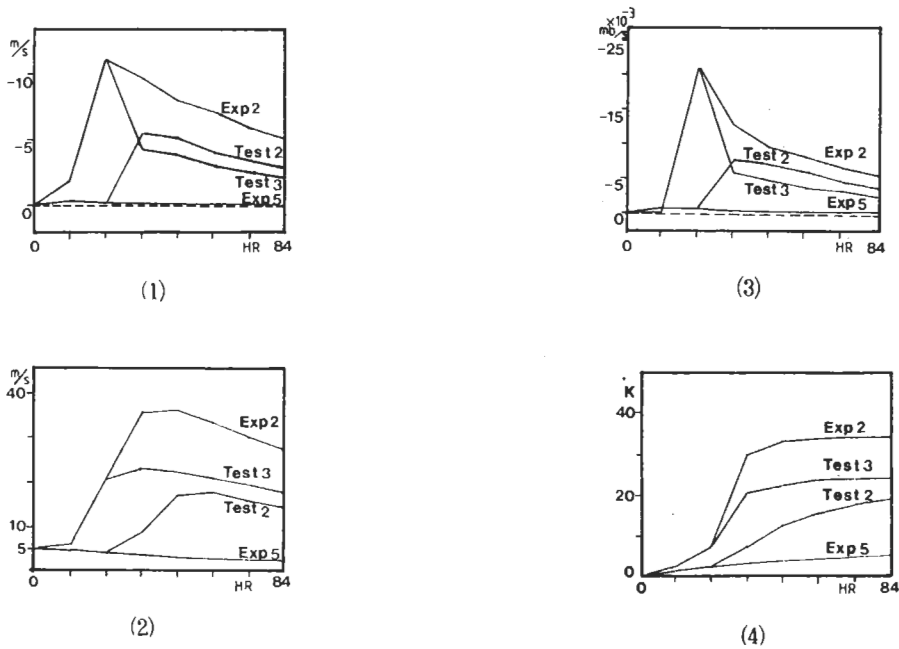 m/s
-10
-5
0
Exp 2
Test 2
Test 3
Exp 5
0
HR
84
(1)
×10⁻³
mb/s
-25
-15
-5
0
Exp 2
Test 2
Test 3
Exp 5
0
HR
84
(3)
m/s
40
10
5
Exp 2
Test 3
Test 2
Exp 5
0
HR
84
(2)
°K
40
20
0
Exp 2
Test 3
Test 2
Exp 5
0
HR
84
(4)